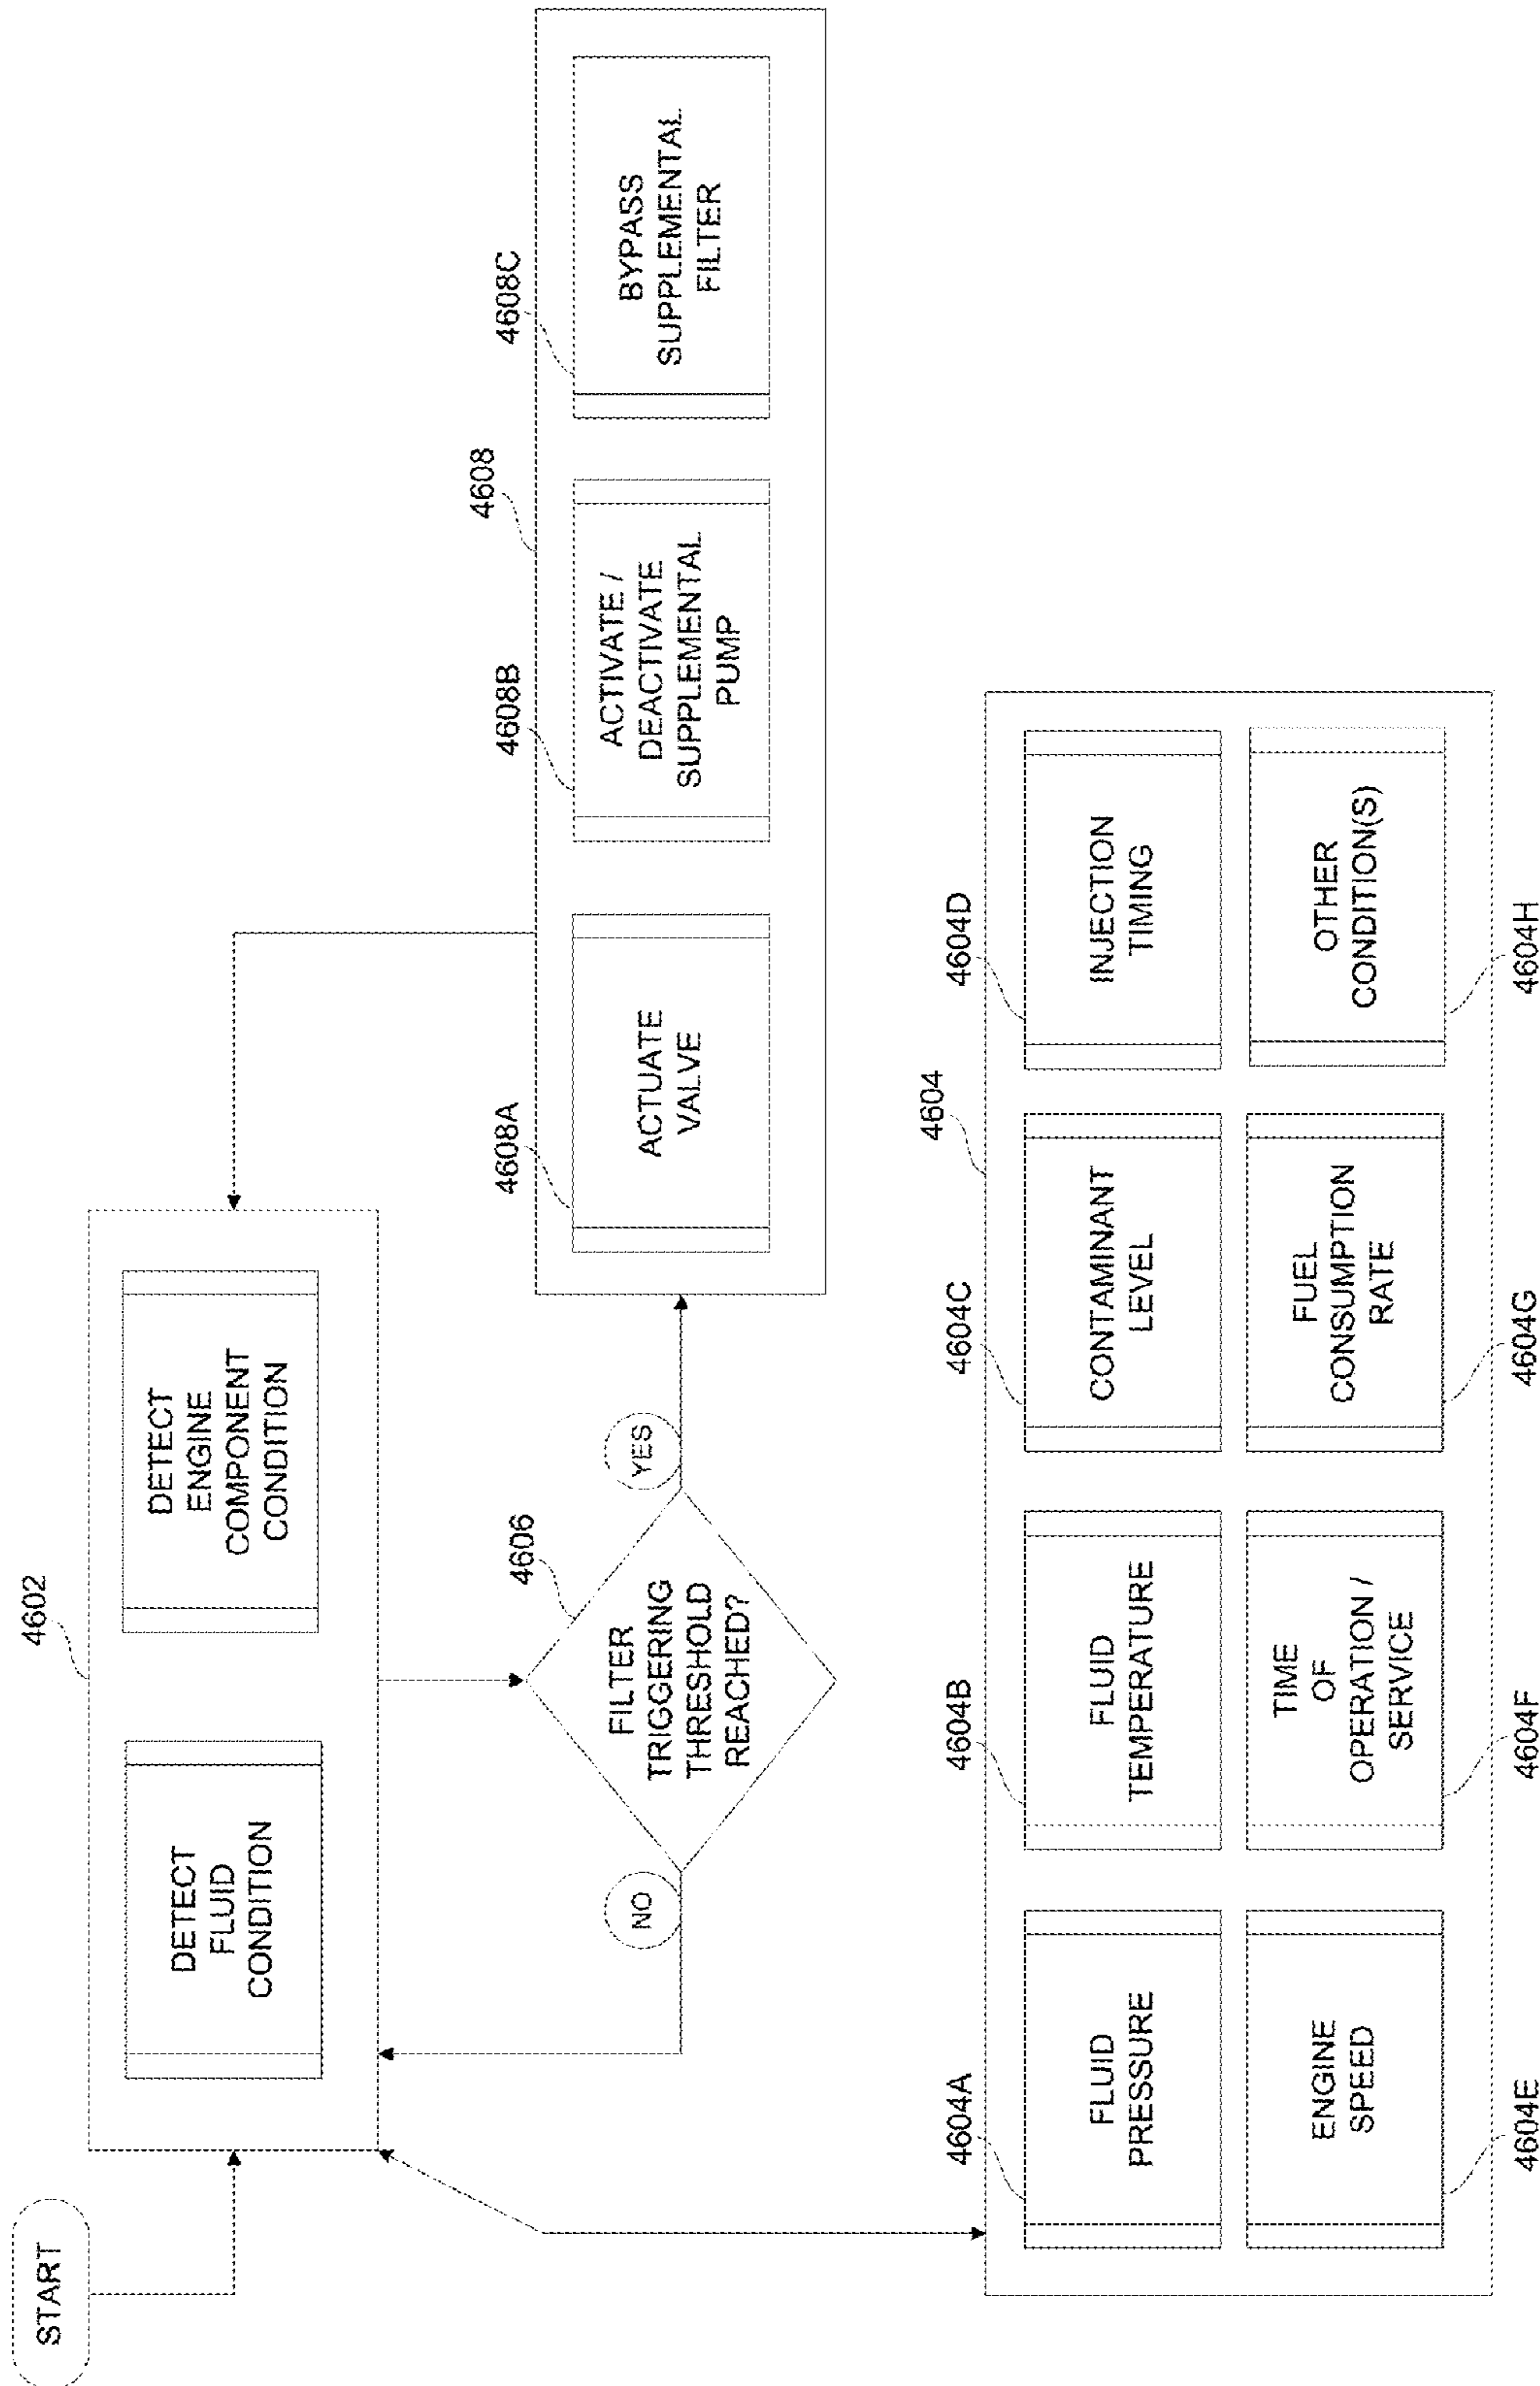 START
4602
DETECT
FLUID
CONDITION
DETECT
ENGINE
COMPONENT
CONDITION
4606
FILTER
TRIGGERING
THRESHOLD
REACHED?
NO
YES
4608
4608A
ACTUATE
VALVE
4608B
ACTIVATE /
DEACTIVATE
SUPPLEMENTAL
PUMP
4608C
BYPASS
SUPPLEMENTAL
FILTER
4604
4604A
FLUID
PRESSURE
4604B
FLUID
TEMPERATURE
4604C
CONTAMINANT
LEVEL
4604D
INJECTION
TIMING
ENGINE
SPEED
4604E
TIME
OF
OPERATION /
SERVICE
4604F
FUEL
CONSUMPTION
RATE
4604G
OTHER
CONDITION(S)
4604H